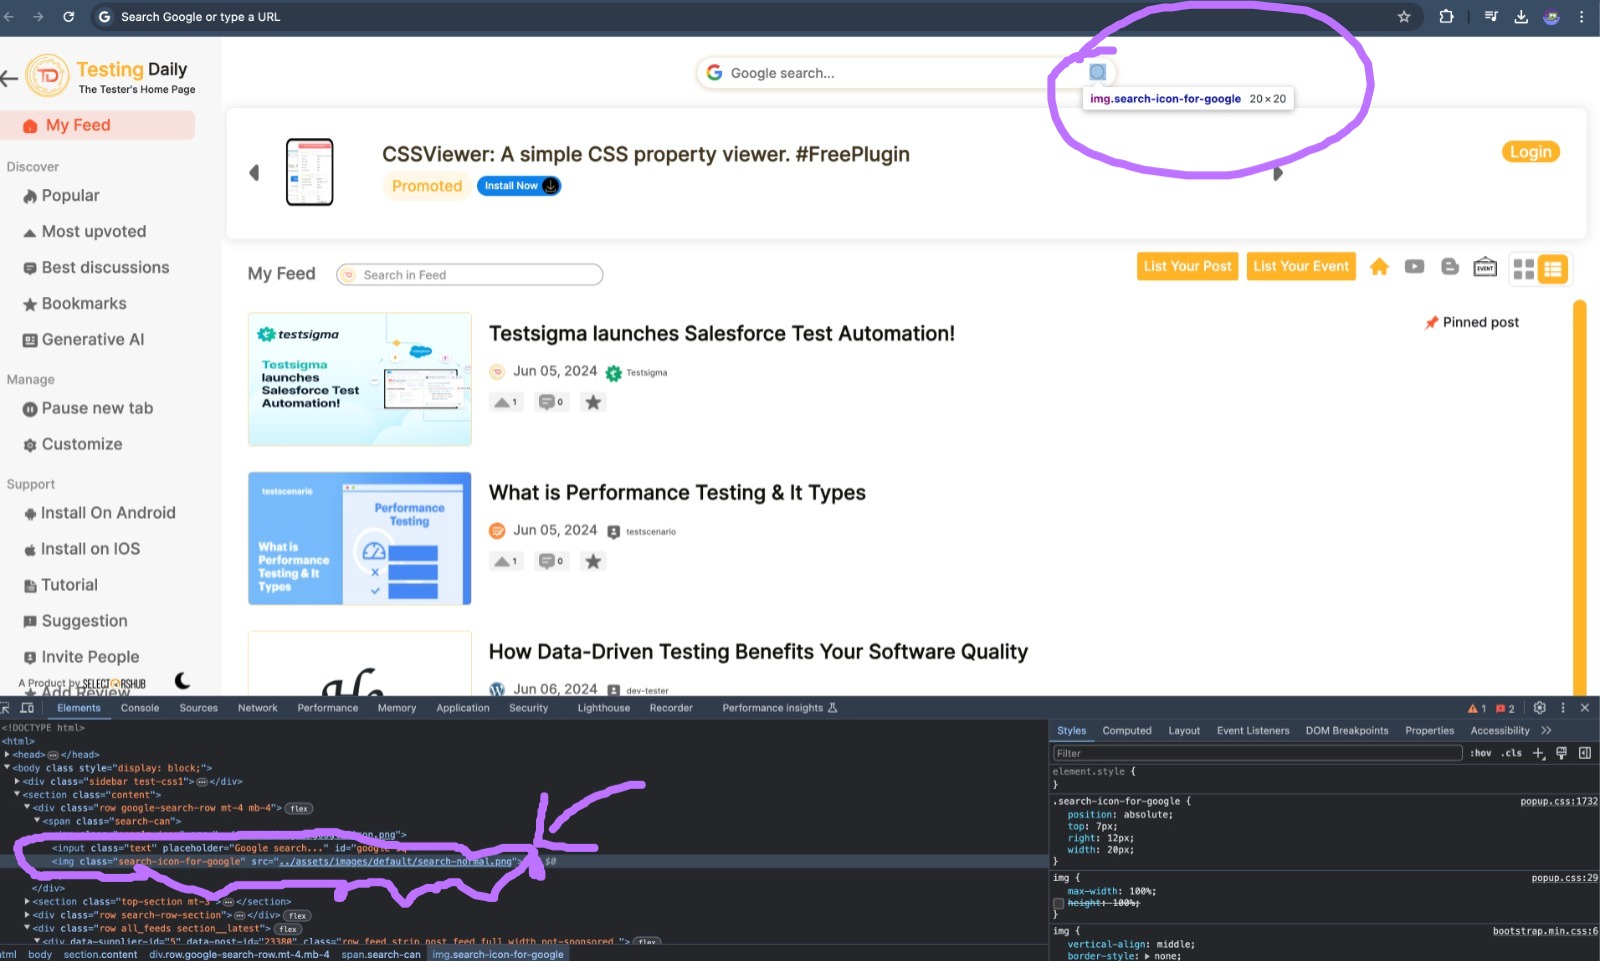 Search Google or type a URL
TD Testing Daily
The Tester's Home Page
Google search...
img.search-icon-for-google 20×20
My Feed
Discover
Popular
Most upvoted
Best discussions
Bookmarks
Generative AI
Manage
Pause new tab
Customize
Support
Install On Android
Install on IOS
Tutorial
Suggestion
Invite People
A Product by SELECTORSHUB
Add Review
CSSViewer: A simple CSS property viewer. #FreePlugin
Promoted Install Now
Login
My Feed Search in Feed List Your Post List Your Event EVENT
Pinned post
testsigma
Testsigma
launches
Salesforce Test
Automation!
Testsigma launches Salesforce Test Automation!
Jun 05, 2024 Testsigma
1 0
testscenario
Performance
Testing
What is
Performance
Testing & It
Types
What is Performance Testing & It Types
Jun 05, 2024 testscenario
1 0
How Data-Driven Testing Benefits Your Software Quality
Jun 06, 2024 dev-tester
Elements Console Sources Network Performance Memory Application Security Lighthouse Recorder Performance insights 1 2
<!DOCTYPE html>
<html>
<head> </head>
<body class style="display: block;">
<div class="sidebar test-css1"> </div>
<section class="content">
<div class="row google-search-row mt-4 mb-4"> flex
<span class="search-can">
<input class="text" placeholder="Google search..."
<img class="search-icon-for-google" src="../assets/images/default/search-normal.png"> $0
</div>
<section class="top-section mt-3"> </section>
<div class="row search-row-section"> </div> flex
<div class="row all_feeds section__latest"> flex
<div data-supplier-id="5" data-post-id="23380" class="row feed_strip post_feed full_width not-sponsored "> flex
html body section.content div.row.google-search-row.mt-4.mb-4 span.search-can img.search-icon-for-google
Styles Computed Layout Event Listeners DOM Breakpoints Properties Accessibility
Filter :hov .cls
element.style {
}
.search-icon-for-google { popup.css:1732
position: absolute;
top: 7px;
right: 12px;
width: 20px;
}
img { popup.css:29
max-width: 100%;
height: 100%;
}
img { bootstrap.min.css:6
vertical-align: middle;
border-style: none;